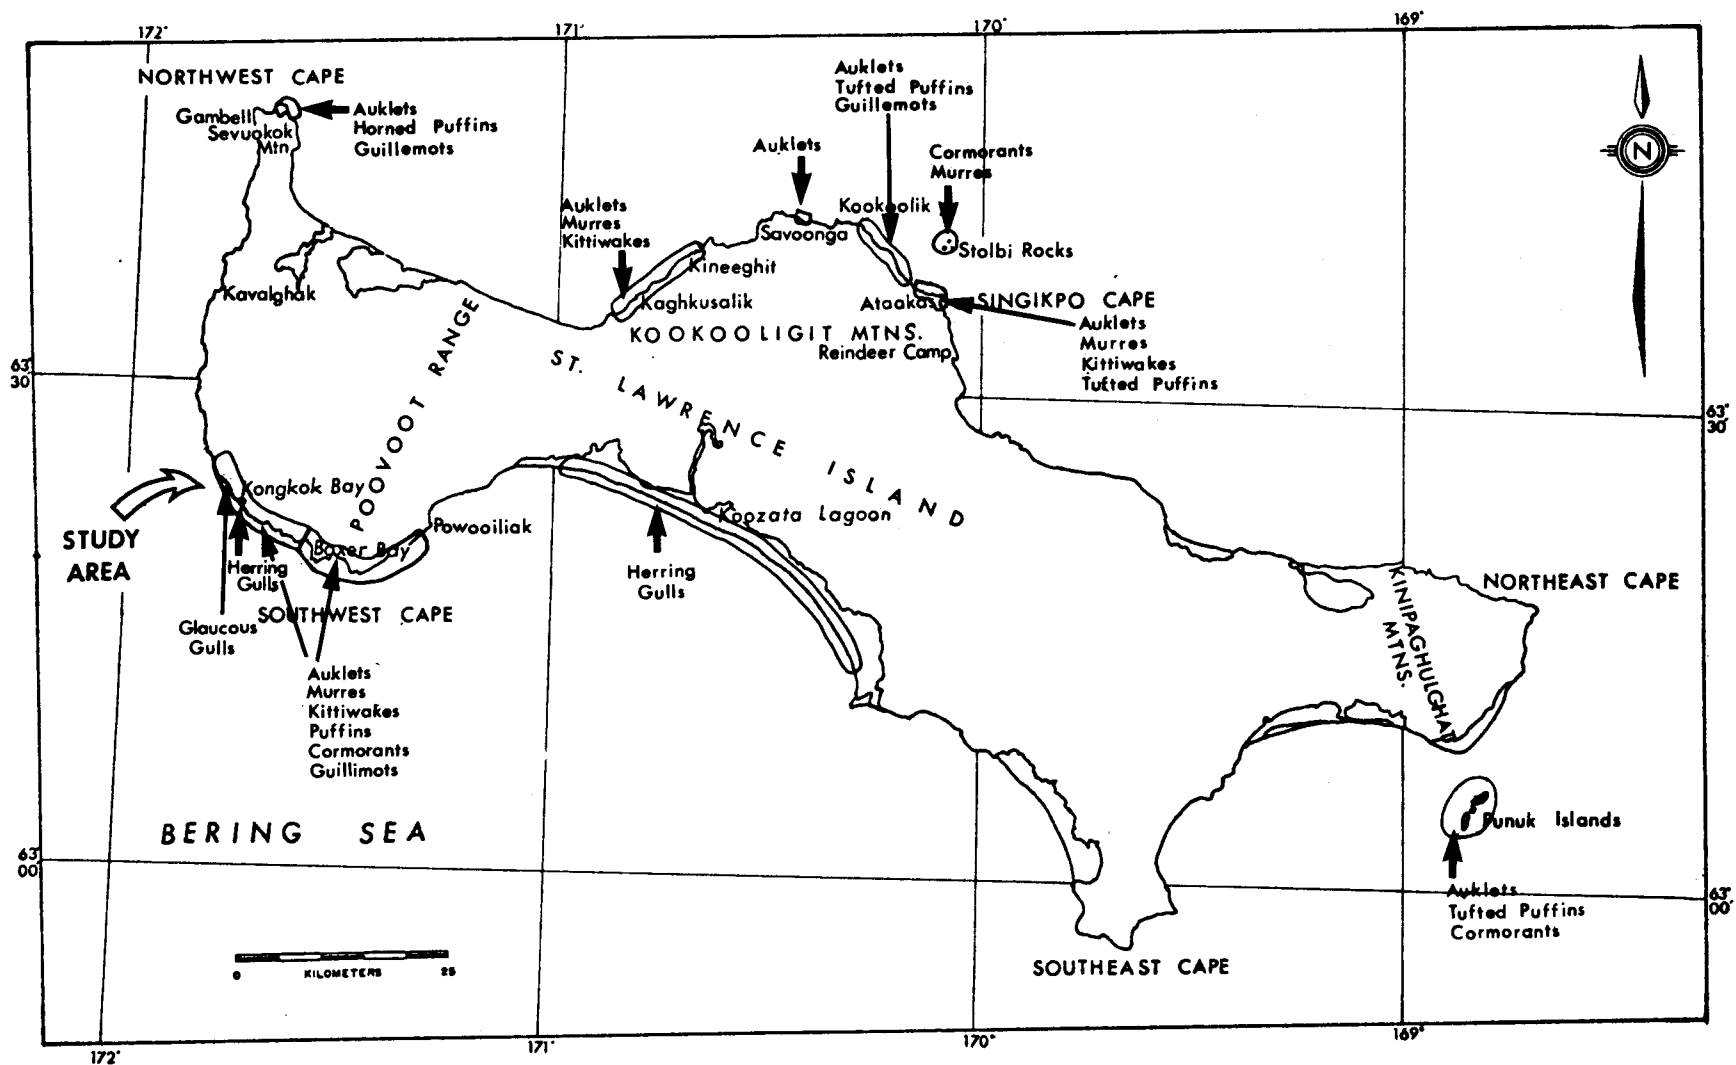 172°
171°
170°
169°
NORTHWEST CAPE
Gambell
Sevuokok
Mtn
Auklets
Horned Puffins
Guillemots
Auklets
Tufted Puffins
Guillemots
Auklets
Cormorants
Murres
N
Auklets
Murres
Kittiwakes
Kookoolik
Savoonga
Stolbi Rocks
Kineeghit
Kavalghak
Kaghkusalik
SINGIKPO CAPE
KOOKOOLIGIT MTNS.
Reindeer Camp
Auklets
Murres
Kittiwakes
Tufted Puffins
63°
30'
63°
30'
POOVOOT RANGE
ST. LAWRENCE ISLAND
Kongkok Bay
STUDY
AREA
Powooiliak
Boxer Bay
Koozata Lagoon
Herring
Gulls
Herring
Gulls
SOUTHWEST CAPE
Glaucous
Gulls
NORTHEAST CAPE
KINIPAGHULGHAT
MTNS.
Auklets
Murres
Kittiwakes
Puffins
Cormorants
Guillimots
BERING SEA
Punuk Islands
63°
00'
63°
00'
Auklets
Tufted Puffins
Cormorants
0 KILOMETERS 25
SOUTHEAST CAPE
172°
171°
170°
169°